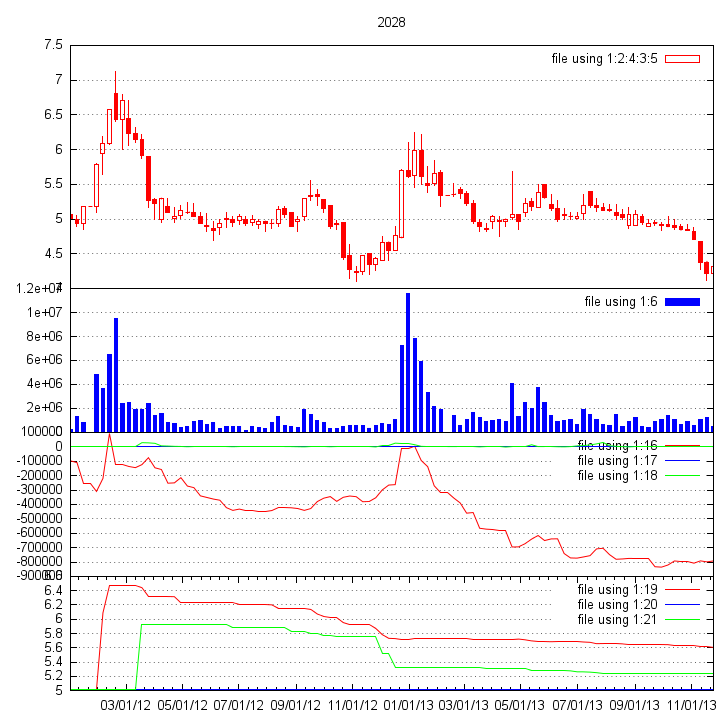 2028
7.5
file using 1:2:4:3:5
7
6.5
6
5.5
5
4.5
4
1.2e+07
file using 1:6
1e+07
8e+06
6e+06
4e+06
2e+06
100000
file using 1:16
0
file using 1:17
-100000
file using 1:18
-200000
-300000
-400000
-500000
-600000
-700000
-800000
-900000
6.4
file using 1:19
6.2
file using 1:20
6
file using 1:21
5.8
5.6
5.4
5.2
5
03/01/12 05/01/12 07/01/12 09/01/12 11/01/12 01/01/13 03/01/13 05/01/13 07/01/13 09/01/13 11/01/13